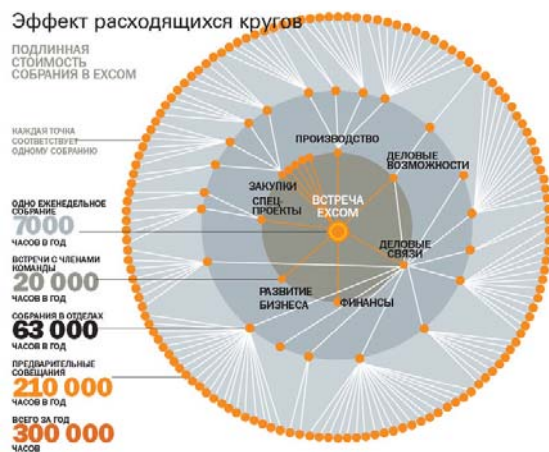 Эффект расходящихся кругов
ПОДЛИННАЯ
СТОИМОСТЬ
СОБРАНИЯ В EXCOM
КАЖДАЯ ТОЧКА
СООТВЕТСТВУЕТ
ОДНОМУ СОБРАНИЮ
ОДНО ЕЖЕНЕДЕЛЬНОЕ
СОБРАНИЕ
7000
ЧАСОВ В ГОД
ВСТРЕЧИ С ЧЛЕНАМИ
КОМАНДЫ
20 000
ЧАСОВ В ГОД
СОБРАНИЯ В ОТДЕЛАХ
63 000
ЧАСОВ В ГОД
ПРЕДВАРИТЕЛЬНЫЕ
СОВЕЩАНИЯ
210 000
ЧАСОВ В ГОД
ВСЕГО ЗА ГОД
300 000
ЧАСОВ
ПРОИЗВОДСТВО
ДЕЛОВЫЕ
ВОЗМОЖНОСТИ
ЗАКУПКИ
СПЕЦ-
ПРОЕКТЫ
ВСТРЕЧА
EXCOM
ДЕЛОВЫЕ
СВЯЗИ
РАЗВИТИЕ
БИЗНЕСА
ФИНАНСЫ